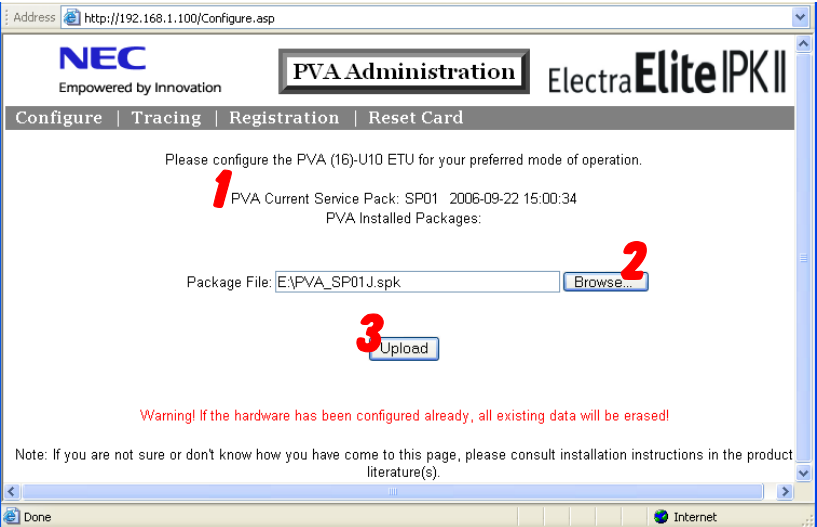 Address http://192.168.1.100/Configure.asp
NEC
Empowered by Innovation
PVA Administration
ElectraEliteIPKII
Configure | Tracing | Registration | Reset Card
Please configure the PVA (16)-U10 ETU for your preferred mode of operation.
1
PVA Current Service Pack: SP01 2006-09-22 15:00:34
PVA Installed Packages:
2
Package File: E:\PVA_SP01J.spk Browse...
3
Upload
Warning! If the hardware has been configured already, all existing data will be erased!
Note: If you are not sure or don't know how you have come to this page, please consult installation instructions in the product
literature(s).
Done Internet